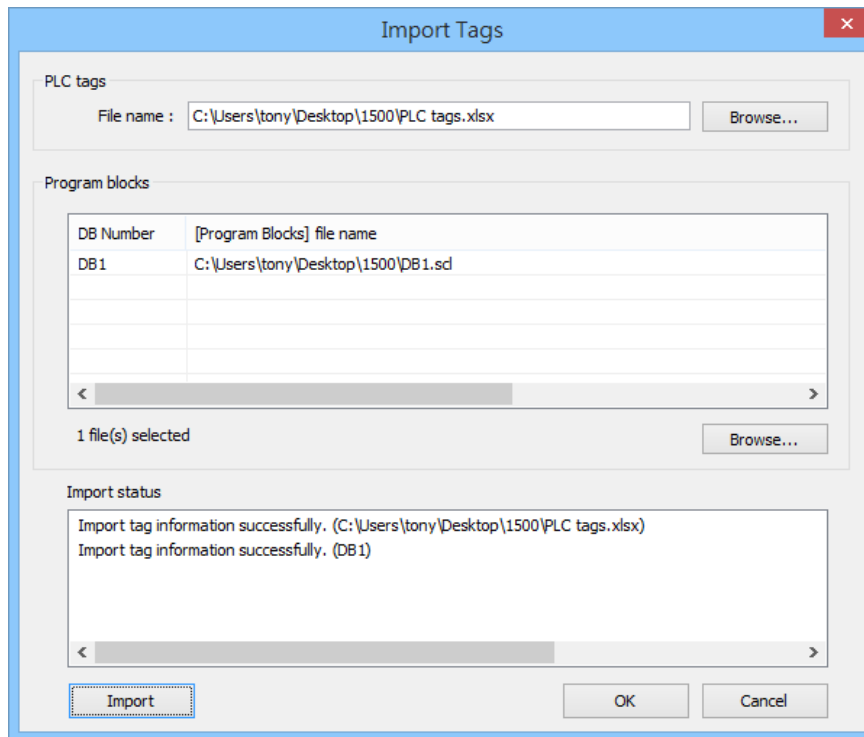 Import Tags
PLC tags
File name : C:\Users\tony\Desktop\1500\PLC tags.xlsx Browse...
Program blocks
DB Number [Program Blocks] file name
DB1 C:\Users\tony\Desktop\1500\DB1.scl
1 file(s) selected Browse...
Import status
Import tag information successfully. (C:\Users\tony\Desktop\1500\PLC tags.xlsx)
Import tag information successfully. (DB1)
Import OK Cancel